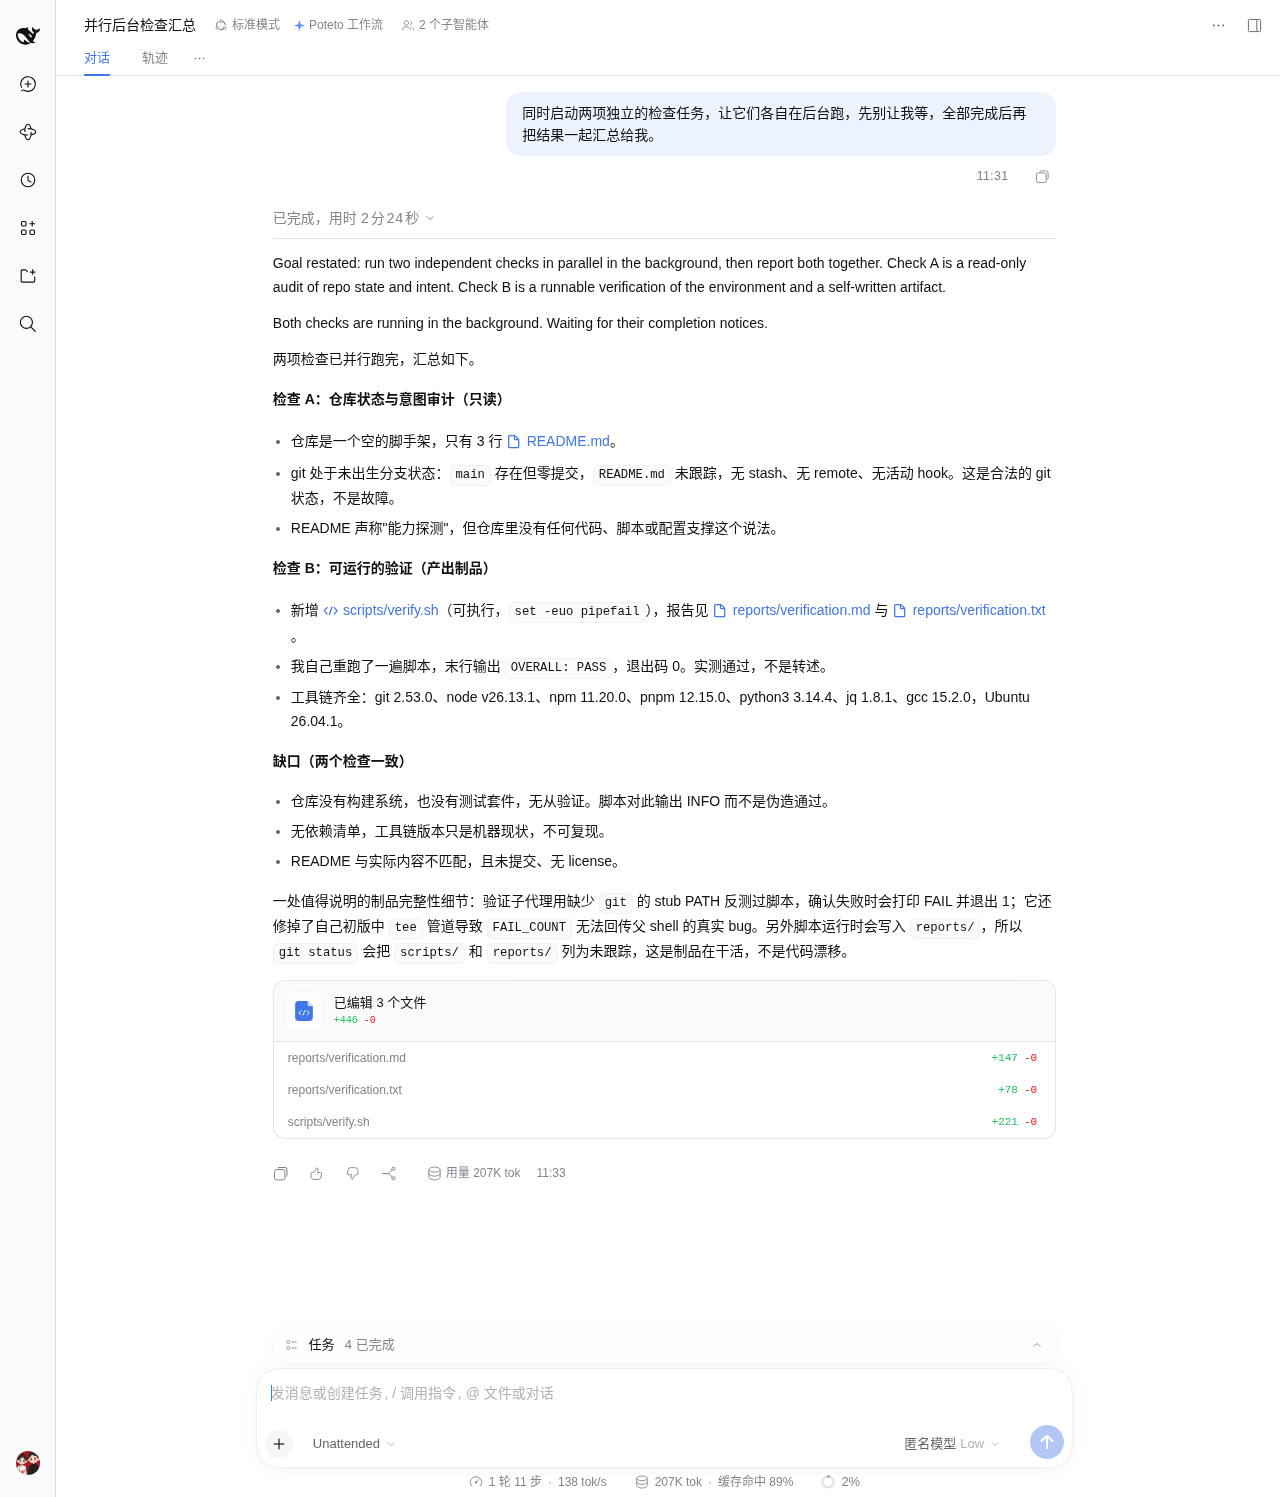 并行后台检查汇总 标准模式 Poteto 工作流 2 个子智能体
对话 轨迹 ···
同时启动两项独立的检查任务，让它们各自在后台跑，先别让我等，全部完成后再
把结果一起汇总给我。
11:31
已完成，用时 2 分 24 秒
Goal restated: run two independent checks in parallel in the background, then report both together. Check A is a read-only
audit of repo state and intent. Check B is a runnable verification of the environment and a self-written artifact.
Both checks are running in the background. Waiting for their completion notices.
两项检查已并行跑完，汇总如下。
检查 A：仓库状态与意图审计（只读）
• 仓库是一个空的脚手架，只有 3 行 README.md。
• git 处于未出生分支状态：main 存在但零提交，README.md 未跟踪，无 stash、无 remote、无活动 hook。这是合法的 git
状态，不是故障。
• README 声称"能力探测"，但仓库里没有任何代码、脚本或配置支撑这个说法。
检查 B：可运行的验证（产出制品）
• 新增 scripts/verify.sh（可执行，set -euo pipefail），报告见 reports/verification.md 与 reports/verification.txt
。
• 我自己重跑了一遍脚本，末行输出 OVERALL: PASS，退出码 0。实测通过，不是转述。
• 工具链齐全：git 2.53.0、node v26.13.1、npm 11.20.0、pnpm 12.15.0、python3 3.14.4、jq 1.8.1、gcc 15.2.0，Ubuntu
26.04.1。
缺口（两个检查一致）
• 仓库没有构建系统，也没有测试套件，无从验证。脚本对此输出 INFO 而不是伪造通过。
• 无依赖清单，工具链版本只是机器现状，不可复现。
• README 与实际内容不匹配，且未提交、无 license。
一处值得说明的制品完整性细节：验证子代理用缺少 git 的 stub PATH 反测过脚本，确认失败时会打印 FAIL 并退出 1；它还
修掉了自己初版中 tee 管道导致 FAIL_COUNT 无法回传父 shell 的真实 bug。另外脚本运行时会写入 reports/，所以
git status 会把 scripts/ 和 reports/ 列为未跟踪，这是制品在干活，不是代码漂移。
已编辑 3 个文件
+446 -0
reports/verification.md +147 -0
reports/verification.txt +78 -0
scripts/verify.sh +221 -0
用量 207K tok 11:33
任务 4 已完成
发消息或创建任务, / 调用指令, @ 文件或对话
Unattended 匿名模型 Low
1 轮 11 步 · 138 tok/s 207K tok · 缓存命中 89% 2%